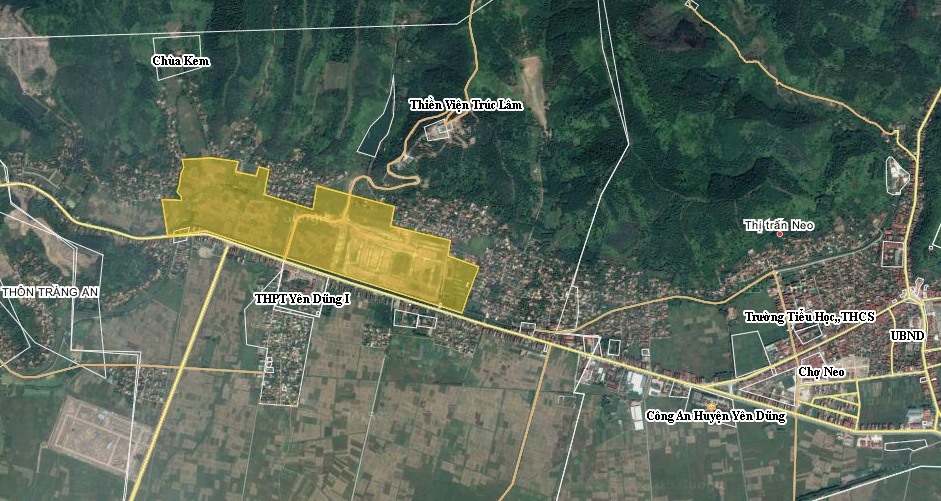 Chùa Kem
Thiền Viện Trúc Lâm
Thị trấn Neo
THÔN TRÀNG AN
THPT Yên Dũng I
Trường Tiểu Học,,THCS
UBND
Chợ Neo
Công An Huyện Yên Dũng